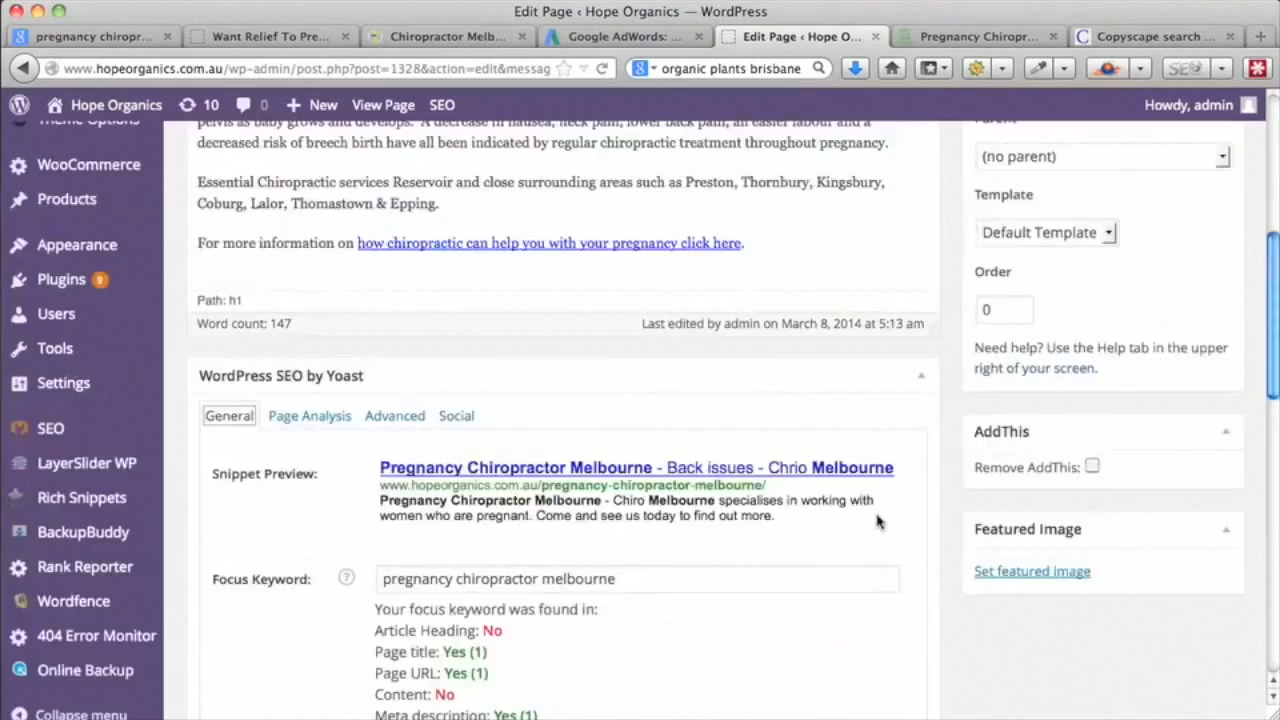 Edit Page ‹ Hope Organics — WordPress
pregnancy chiropr...
Want Relief To Pre...
Chiropractor Melb...
Google AdWords: ...
Edit Page ‹ Hope O...
Pregnancy Chiropr...
Copyscape search ...
www.hopeorganics.com.au/wp-admin/post.php?post=1328&action=edit&messag
organic plants brisbane
SEO
Hope Organics 10 0 New View Page SEO
Howdy, admin
Theme Options
WooCommerce
Products
Appearance
Plugins 9
Users
Tools
Settings
SEO
LayerSlider WP
Rich Snippets
BackupBuddy
Rank Reporter
Wordfence
404 Error Monitor
Online Backup
Collapse menu
pelvis as baby grows and develops. A decrease in nausea, neck pain, lower back pain, an easier labour and a
decreased risk of breech birth have all been indicated by regular chiropractic treatment throughout pregnancy.
Essential Chiropractic services Reservoir and close surrounding areas such as Preston, Thornbury, Kingsbury,
Coburg, Lalor, Thomastown & Epping.
For more information on how chiropractic can help you with your pregnancy click here.
Path: h1
Word count: 147
Last edited by admin on March 8, 2014 at 5:13 am
WordPress SEO by Yoast
General Page Analysis Advanced Social
Snippet Preview:
Pregnancy Chiropractor Melbourne - Back issues - Chrio Melbourne
www.hopeorganics.com.au/pregnancy-chiropractor-melbourne/
Pregnancy Chiropractor Melbourne - Chiro Melbourne specialises in working with
women who are pregnant. Come and see us today to find out more.
Focus Keyword: ? pregnancy chiropractor melbourne
Your focus keyword was found in:
Article Heading: No
Page title: Yes (1)
Page URL: Yes (1)
Content: No
Meta description: Yes (1)
Parent
(no parent)
Template
Default Template
Order
0
Need help? Use the Help tab in the upper
right of your screen.
AddThis
Remove AddThis:
Featured Image
Set featured image